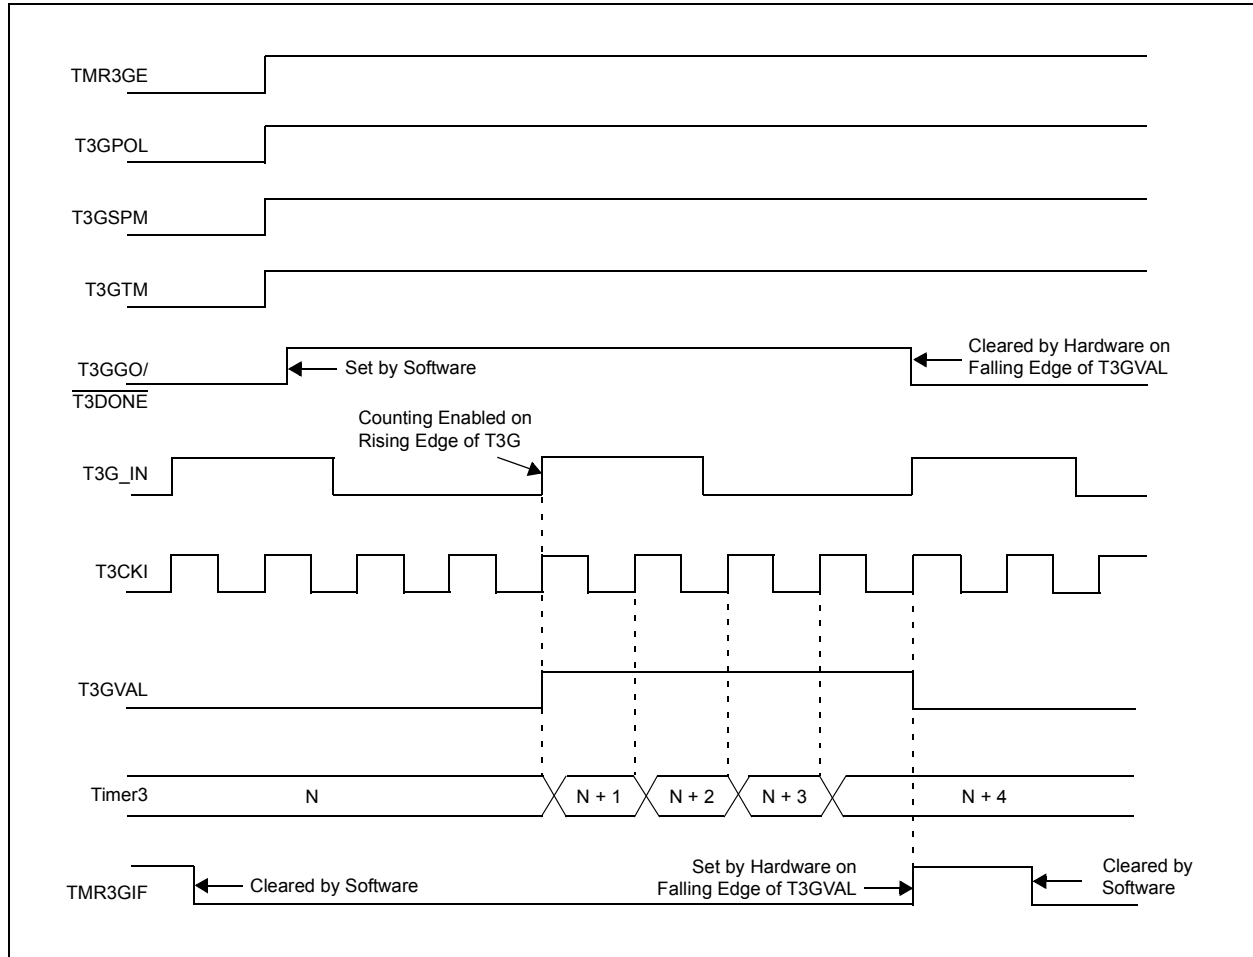 TMR3GE
T3GPOL
T3GSPM
T3GTM
T3GGO/
T3DONE
Set by Software
Cleared by Hardware on
Falling Edge of T3GVAL
Counting Enabled on
Rising Edge of T3G
T3G_IN
T3CKI
T3GVAL
Timer3
N
N + 1
N + 2
N + 3
N + 4
TMR3GIF
Cleared by Software
Set by Hardware on
Falling Edge of T3GVAL
Cleared by
Software